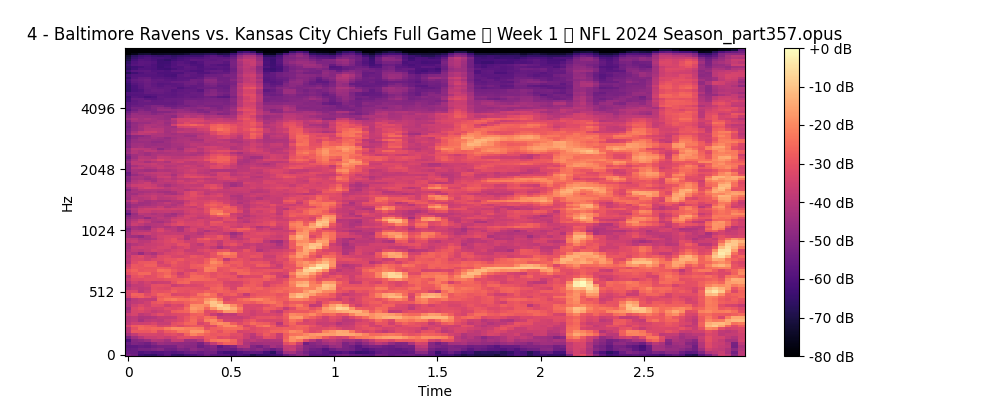 4 - Baltimore Ravens vs. Kansas City Chiefs Full Game ▯ Week 1 ▯ NFL 2024 Season_part357.opus
+0 dB
4096
-10 dB
-20 dB
2048
-30 dB
Hz
1024
-40 dB
-50 dB
512
-60 dB
-70 dB
0
-80 dB
0 0.5 1 1.5 2 2.5
Time